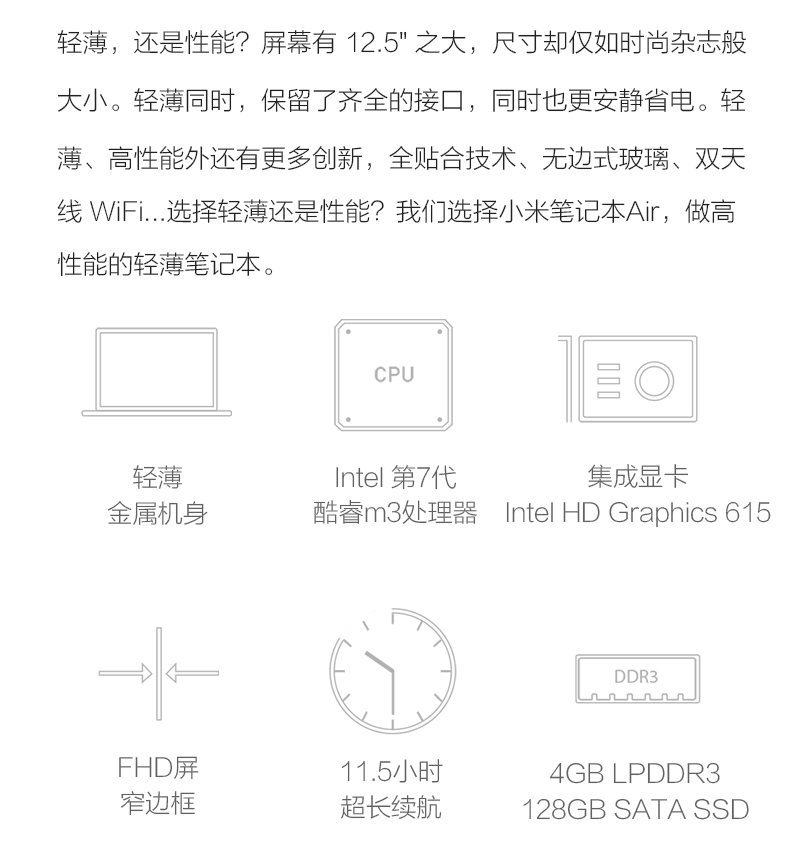 轻薄，还是性能？屏幕有 12.5" 之大，尺寸却仅如时尚杂志般
大小。轻薄同时，保留了齐全的接口，同时也更安静省电。轻
薄、高性能外还有更多创新，全贴合技术、无边式玻璃、双天
线 WiFi...选择轻薄还是性能？我们选择小米笔记本Air，做高
性能的轻薄笔记本。
CPU
轻薄
金属机身
Intel 第7代
酷睿m3处理器
集成显卡
Intel HD Graphics 615
DDR3
FHD屏
窄边框
11.5小时
超长续航
4GB LPDDR3
128GB SATA SSD